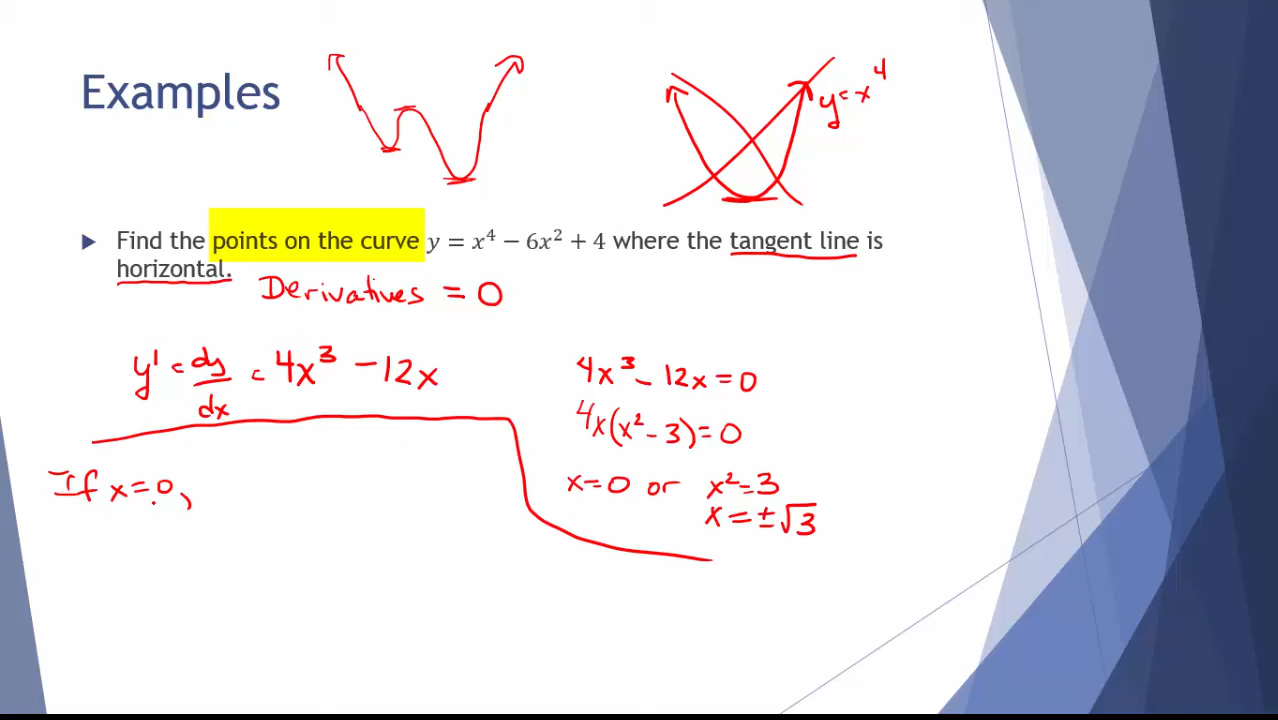 Examples
y = x⁴
Find the points on the curve y = x⁴ − 6x² + 4 where the tangent line is
horizontal.
Derivatives = 0
y' = dy/dx = 4x³ − 12x
4x³ − 12x = 0
4x(x² − 3) = 0
x = 0 or x² = 3
x = ±√3
If x = 0,